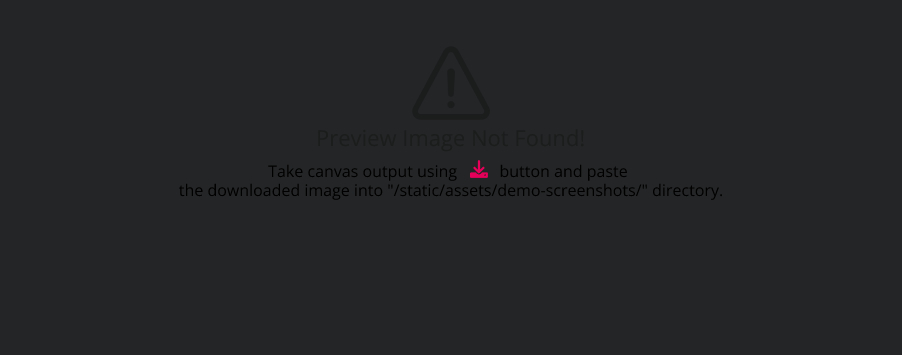 Preview Image Not Found!
Take canvas output using button and paste
the downloaded image into "/static/assets/demo-screenshots/" directory.